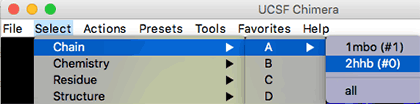 UCSF Chimera
File Select Actions Presets Tools Favorites Help
Chain ▶ A ▶ 1mbo (#1)
Chemistry ▶ B 2hhb (#0)
Residue ▶ C
Structure ▶ D all